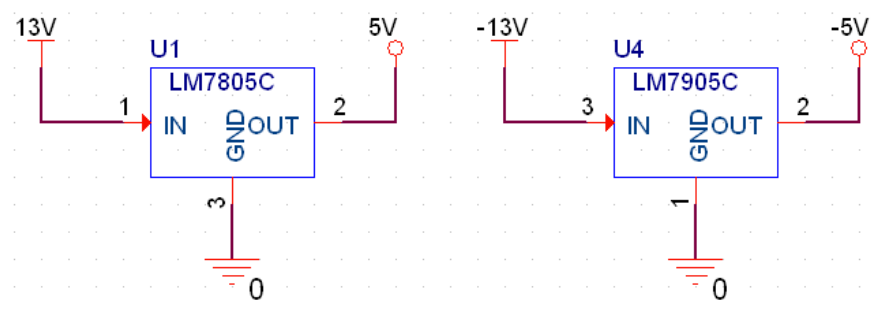 13V
5V
U1
LM7805C
1
IN
GND
OUT
2
3
0
-13V
-5V
U4
LM7905C
3
IN
GND
OUT
2
1
0